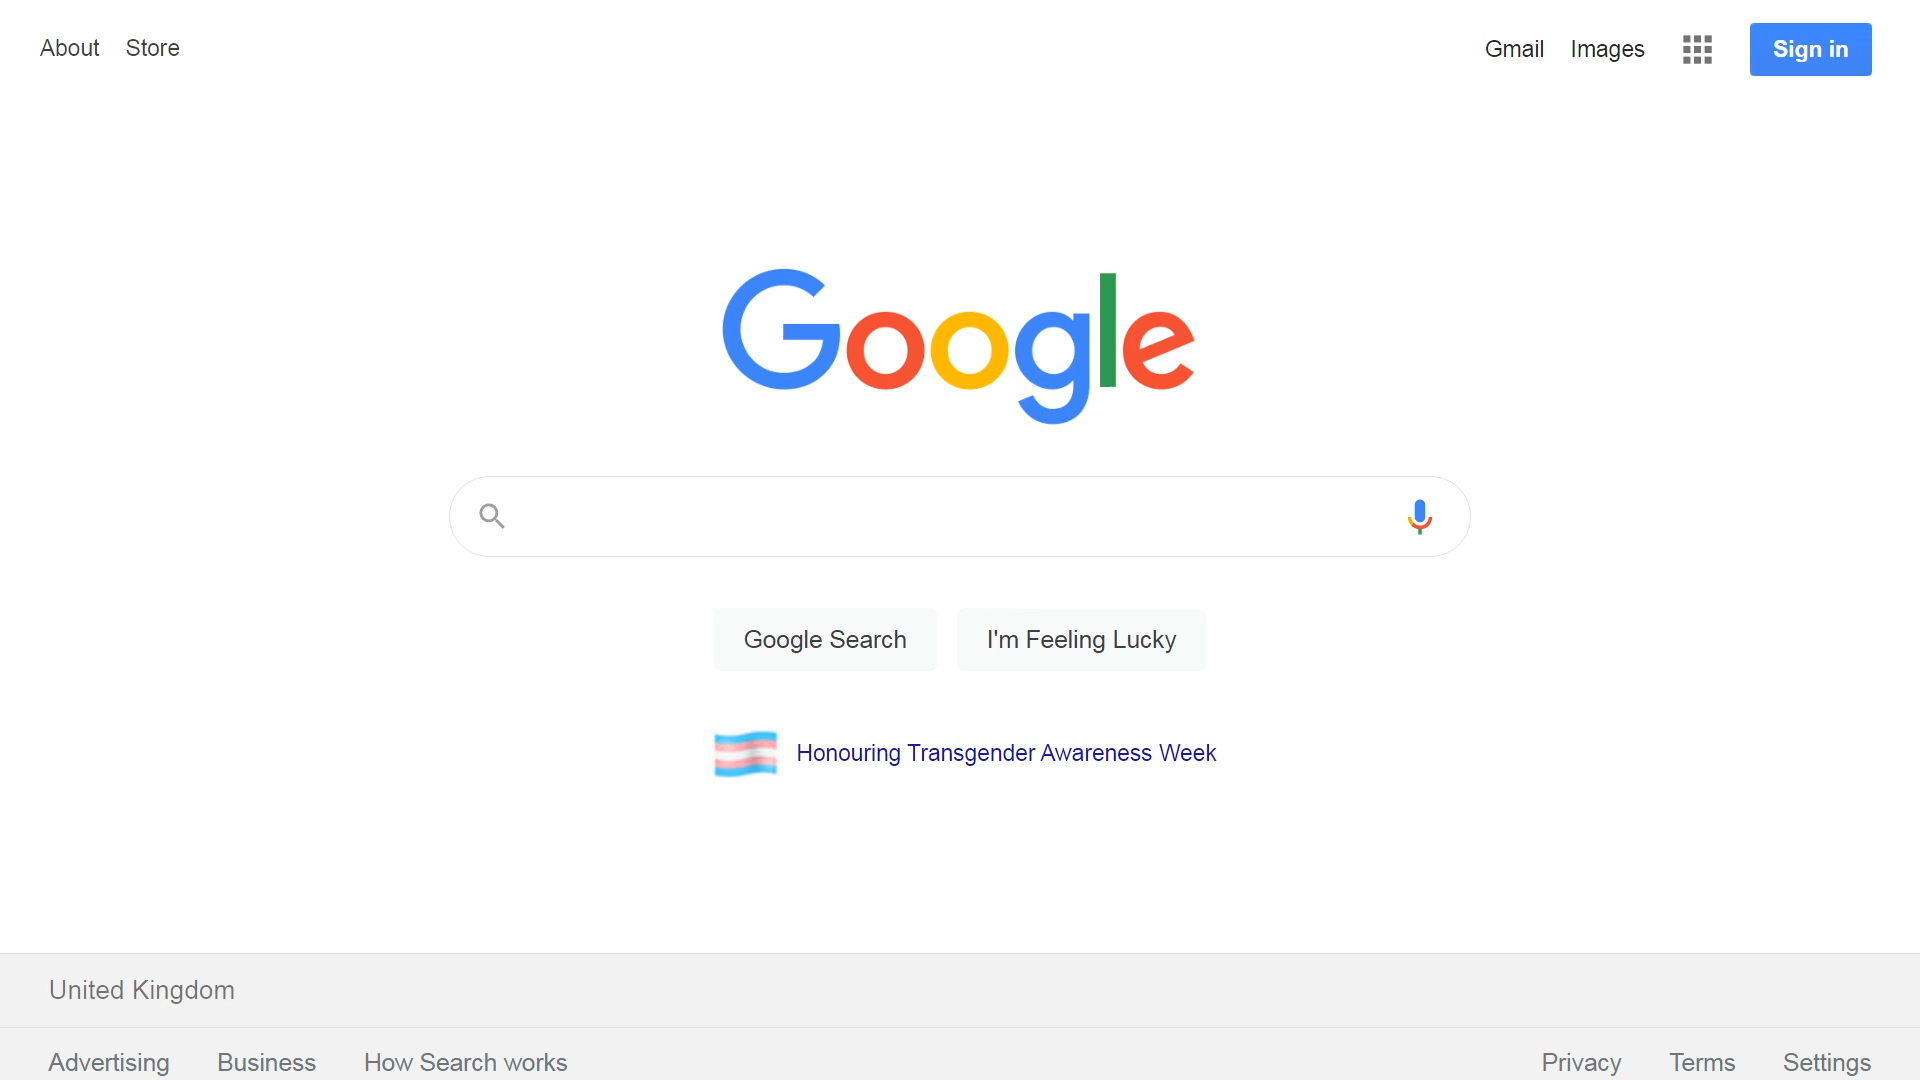 About Store
Gmail Images Sign in
Google
Google Search I'm Feeling Lucky
Honouring Transgender Awareness Week
United Kingdom
Advertising Business How Search works Privacy Terms Settings